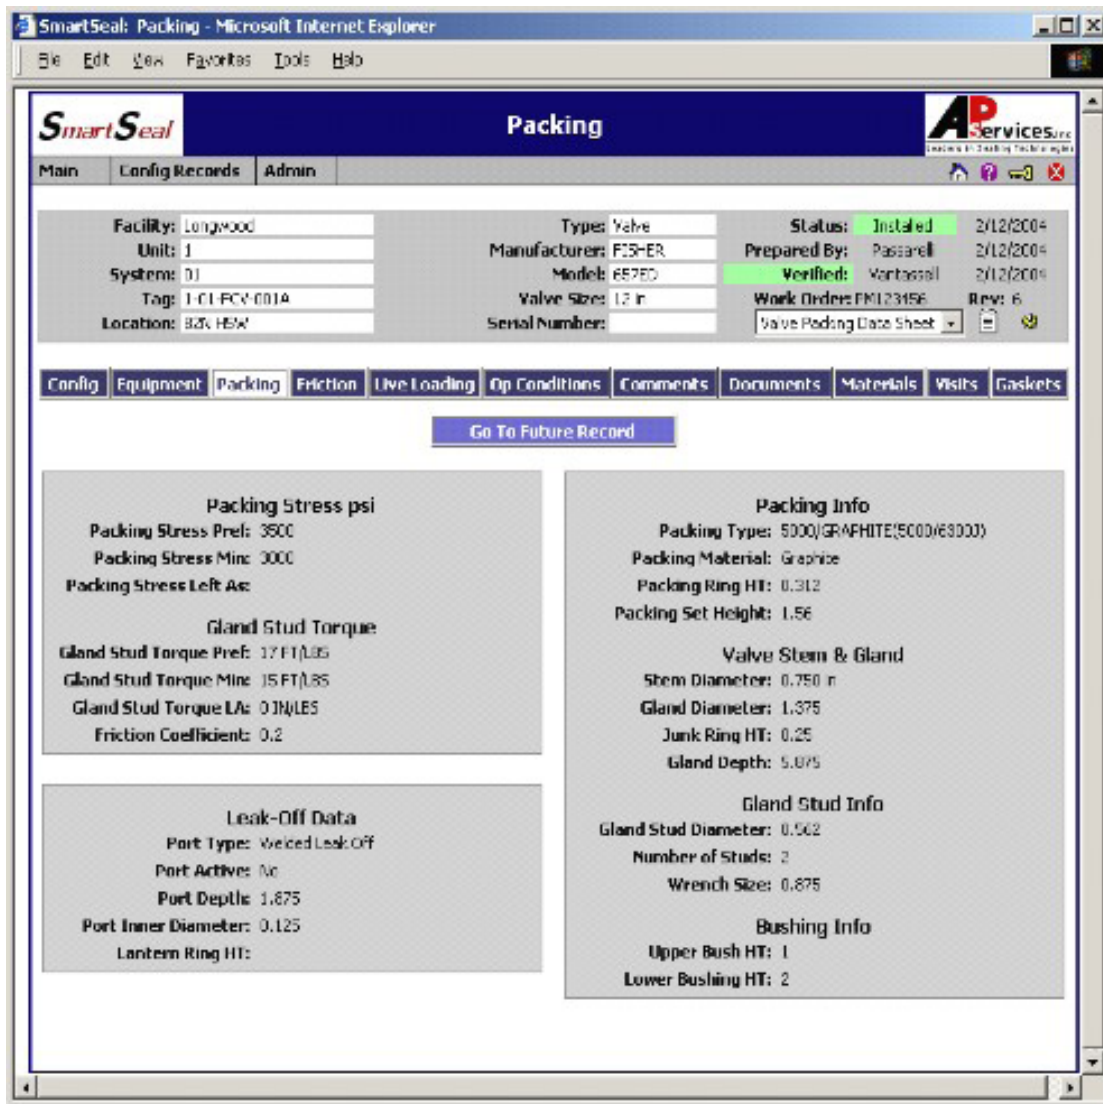 SmartSeal: Packing - Microsoft Internet Explorer
File Edit View Favorites Tools Help
SmartSeal Packing AP Services, Inc
Leaders in Sealing Technologies
Main Config Records Admin
Facility: Longwood Type: Valve Status: Installed 2/12/2004
Unit: 1 Manufacturer: FISHER Prepared By: Passarell 2/12/2004
System: 01 Model: 657ED Verified: Vantassell 2/12/2004
Tag: 1-01-PCV-001A Valve Size: 12 in Work Order: PM123456 Rev: 6
Location: Serial Number: Valve Packing Data Sheet
Config Equipment Packing Friction Live Loading Op Conditions Comments Documents Materials Visits Gaskets
Go To Future Record
Packing Stress psi
Packing Stress Pref: 3500
Packing Stress Min: 3000
Packing Stress Left As:
Gland Stud Torque
Gland Stud Torque Pref: 17 FT/LBS
Gland Stud Torque Min: 15 FT/LBS
Gland Stud Torque LA: 0 IN/LBS
Friction Coefficient: 0.2
Leak-Off Data
Port Type: Welded Leak Off
Port Active: No
Port Depth: 1.875
Port Inner Diameter: 0.125
Lantern Ring HT:
Packing Info
Packing Type: 5000/GRAPHITE(5000/6300J)
Packing Material: Graphite
Packing Ring HT: 0.312
Packing Set Height: 1.56
Valve Stem & Gland
Stem Diameter: 0.750 in
Gland Diameter: 1.375
Junk Ring HT: 0.25
Gland Depth: 5.875
Gland Stud Info
Gland Stud Diameter: 0.562
Number of Studs: 2
Wrench Size: 0.875
Bushing Info
Upper Bush HT: 1
Lower Bushing HT: 2